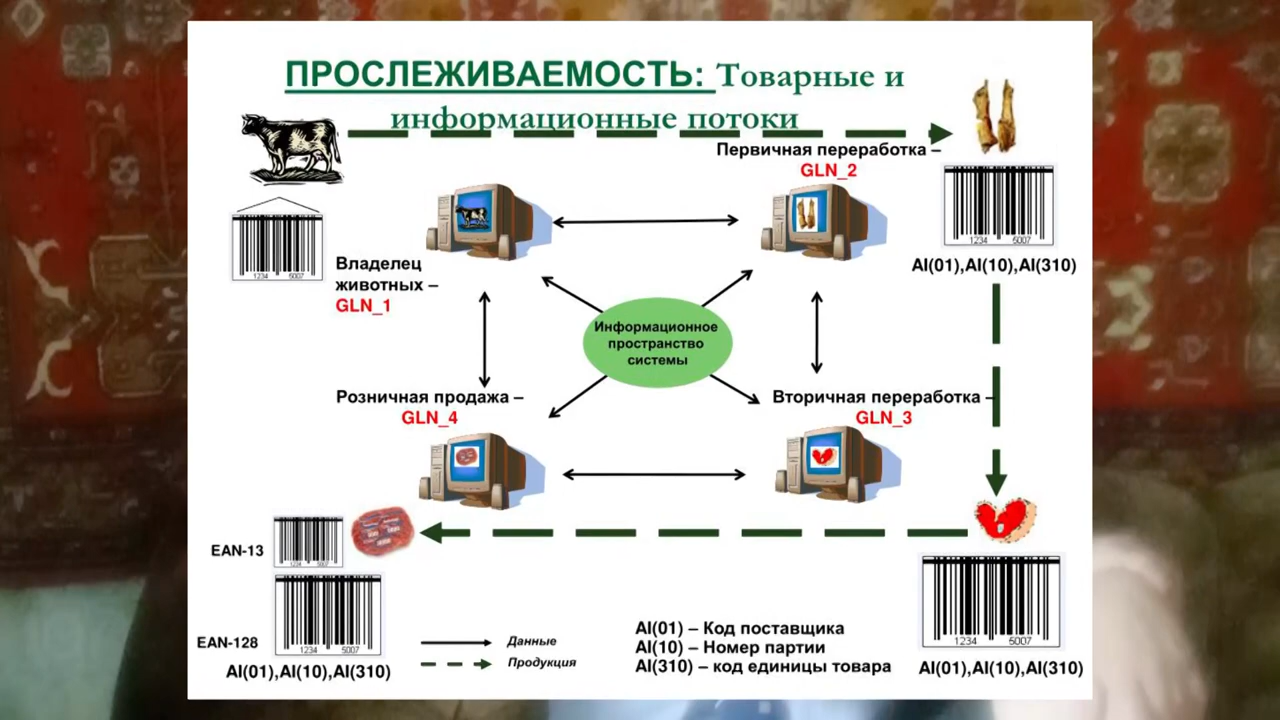 ПРОСЛЕЖИВАЕМОСТЬ: Товарные и
информационные потоки
Первичная переработка –
GLN_2
1234 5007
AI(01),AI(10),AI(310)
1234 5007
Владелец
животных –
GLN_1
Информационное
пространство
системы
Розничная продажа –
GLN_4
Вторичная переработка –
GLN_3
EAN-13
1234 5007
EAN-128
1234 5007
AI(01),AI(10),AI(310)
Данные
Продукция
AI(01) – Код поставщика
AI(10) – Номер партии
AI(310) – код единицы товара
1234 5007
AI(01),AI(10),AI(310)